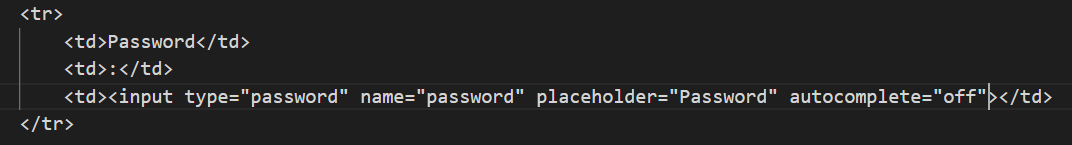 <tr>
<td>Password</td>
<td>:</td>
<td><input type="password" name="password" placeholder="Password" autocomplete="off"></td>
</tr>